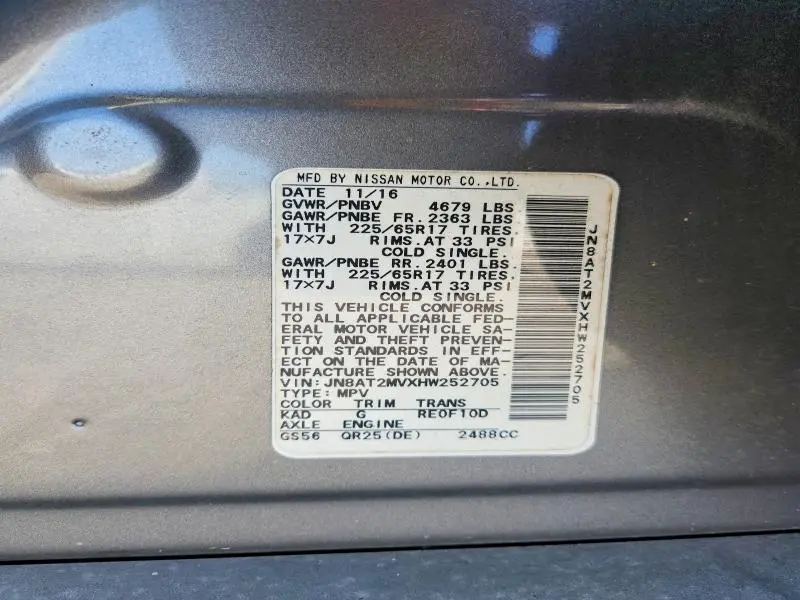 MFD BY NISSAN MOTOR CO.,LTD.
DATE 11/16
GVWR/PNBV 4679 LBS
GAWR/PNBE FR. 2363 LBS
WITH 225/65R17 TIRES.
17×7J RIMS.AT 33 PSI
COLD SINGLE.
GAWR/PNBE RR. 2401 LBS.
WITH 225/65R17 TIRES.
17×7J RIMS.AT 33 PSI
COLD SINGLE.
THIS VEHICLE CONFORMS
TO ALL APPLICABLE FED-
ERAL MOTOR VEHICLE SA-
FETY AND THEFT PREVEN-
TION STANDARDS IN EFF-
ECT ON THE DATE OF MA-
NUFACTURE SHOWN ABOVE.
VIN:JN8AT2MVXHW252705
TYPE:MPV
COLOR TRIM TRANS
KAD G RE0F10D
AXLE ENGINE
GS56 QR25(DE) 2488CC
JN8AT2MVXHW252705